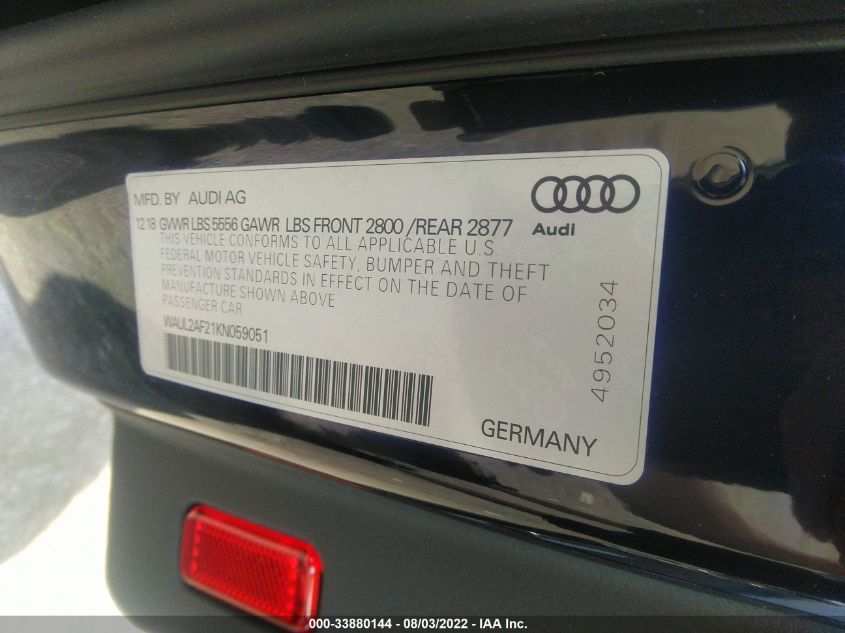 MFD. BY AUDI AG
12 18 GVWR LBS 5556 GAWR LBS FRONT 2800 /REAR 2877
THIS VEHICLE CONFORMS TO ALL APPLICABLE U.S.
FEDERAL MOTOR VEHICLE SAFETY, BUMPER AND THEFT
PREVENTION STANDARDS IN EFFECT ON THE DATE OF
MANUFACTURE SHOWN ABOVE
PASSENGER CAR
WAUL2AF21KN059051
Audi
4952034
GERMANY
000-33880144 - 08/03/2022 - IAA Inc.